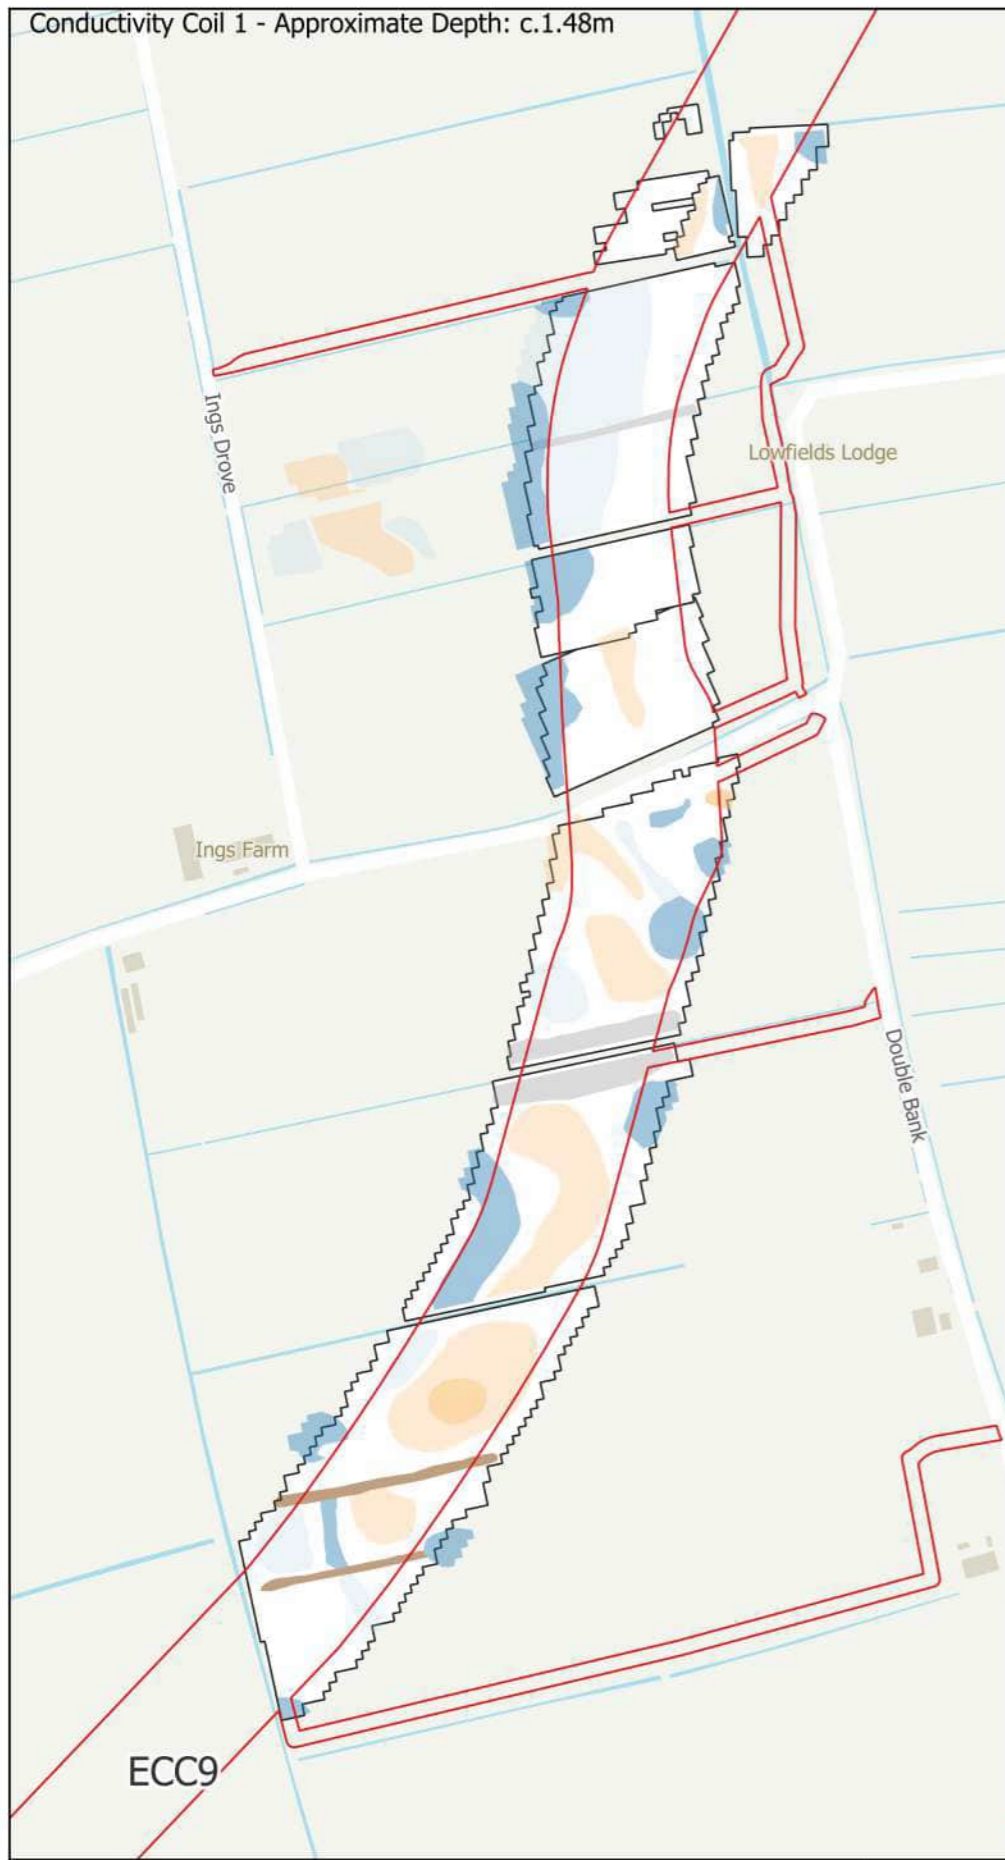 Conductivity Coil 1 - Approximate Depth: c.1.48m
Ings Drove
Lowfields Lodge
Ings Farm
Double Bank
ECC9